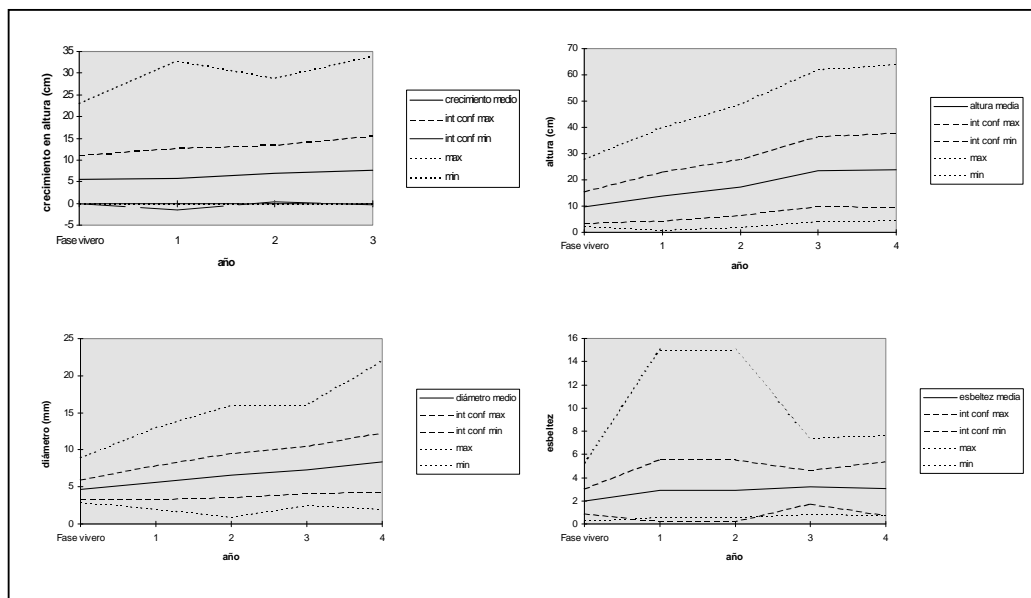 35
30
25
20
15
10
5
0
-5
crecimiento en altura (cm)
Fase vivero 1 2 3
año
crecimiento medio
int conf max
int conf min
max
min
70
60
50
40
30
20
10
0
altura (cm)
Fase vivero 1 2 3 4
año
altura media
int conf max
int conf min
max
min
25
20
15
10
5
0
diámetro (mm)
Fase vivero 1 2 3 4
año
diámetro medio
int conf max
int conf min
max
min
16
14
12
10
8
6
4
2
0
esbeltez
Fase vivero 1 2 3 4
año
esbeltez media
int conf max
int conf min
max
min